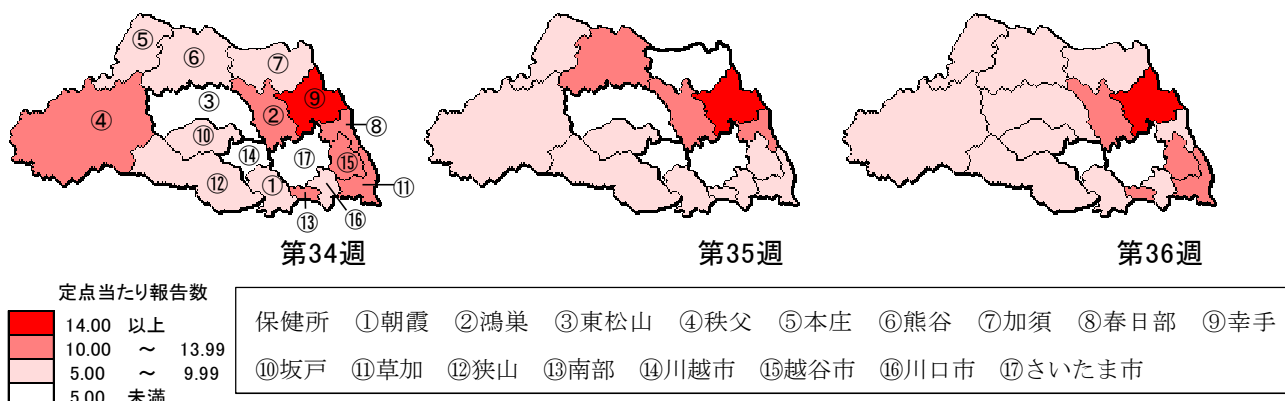 ⑤
⑥
⑦
④
③
②
⑨
⑧
⑩
⑭
⑰
⑮
⑫
①
⑪
⑬
⑯
第34週
第35週
第36週
定点当たり報告数
14.00 以上
10.00 ~ 13.99
5.00 ~ 9.99
5.00 未満
保健所 ①朝霞 ②鴻巣 ③東松山 ④秩父 ⑤本庄 ⑥熊谷 ⑦加須 ⑧春日部 ⑨幸手
⑩坂戸 ⑪草加 ⑫狭山 ⑬南部 ⑭川越市 ⑮越谷市 ⑯川口市 ⑰さいたま市